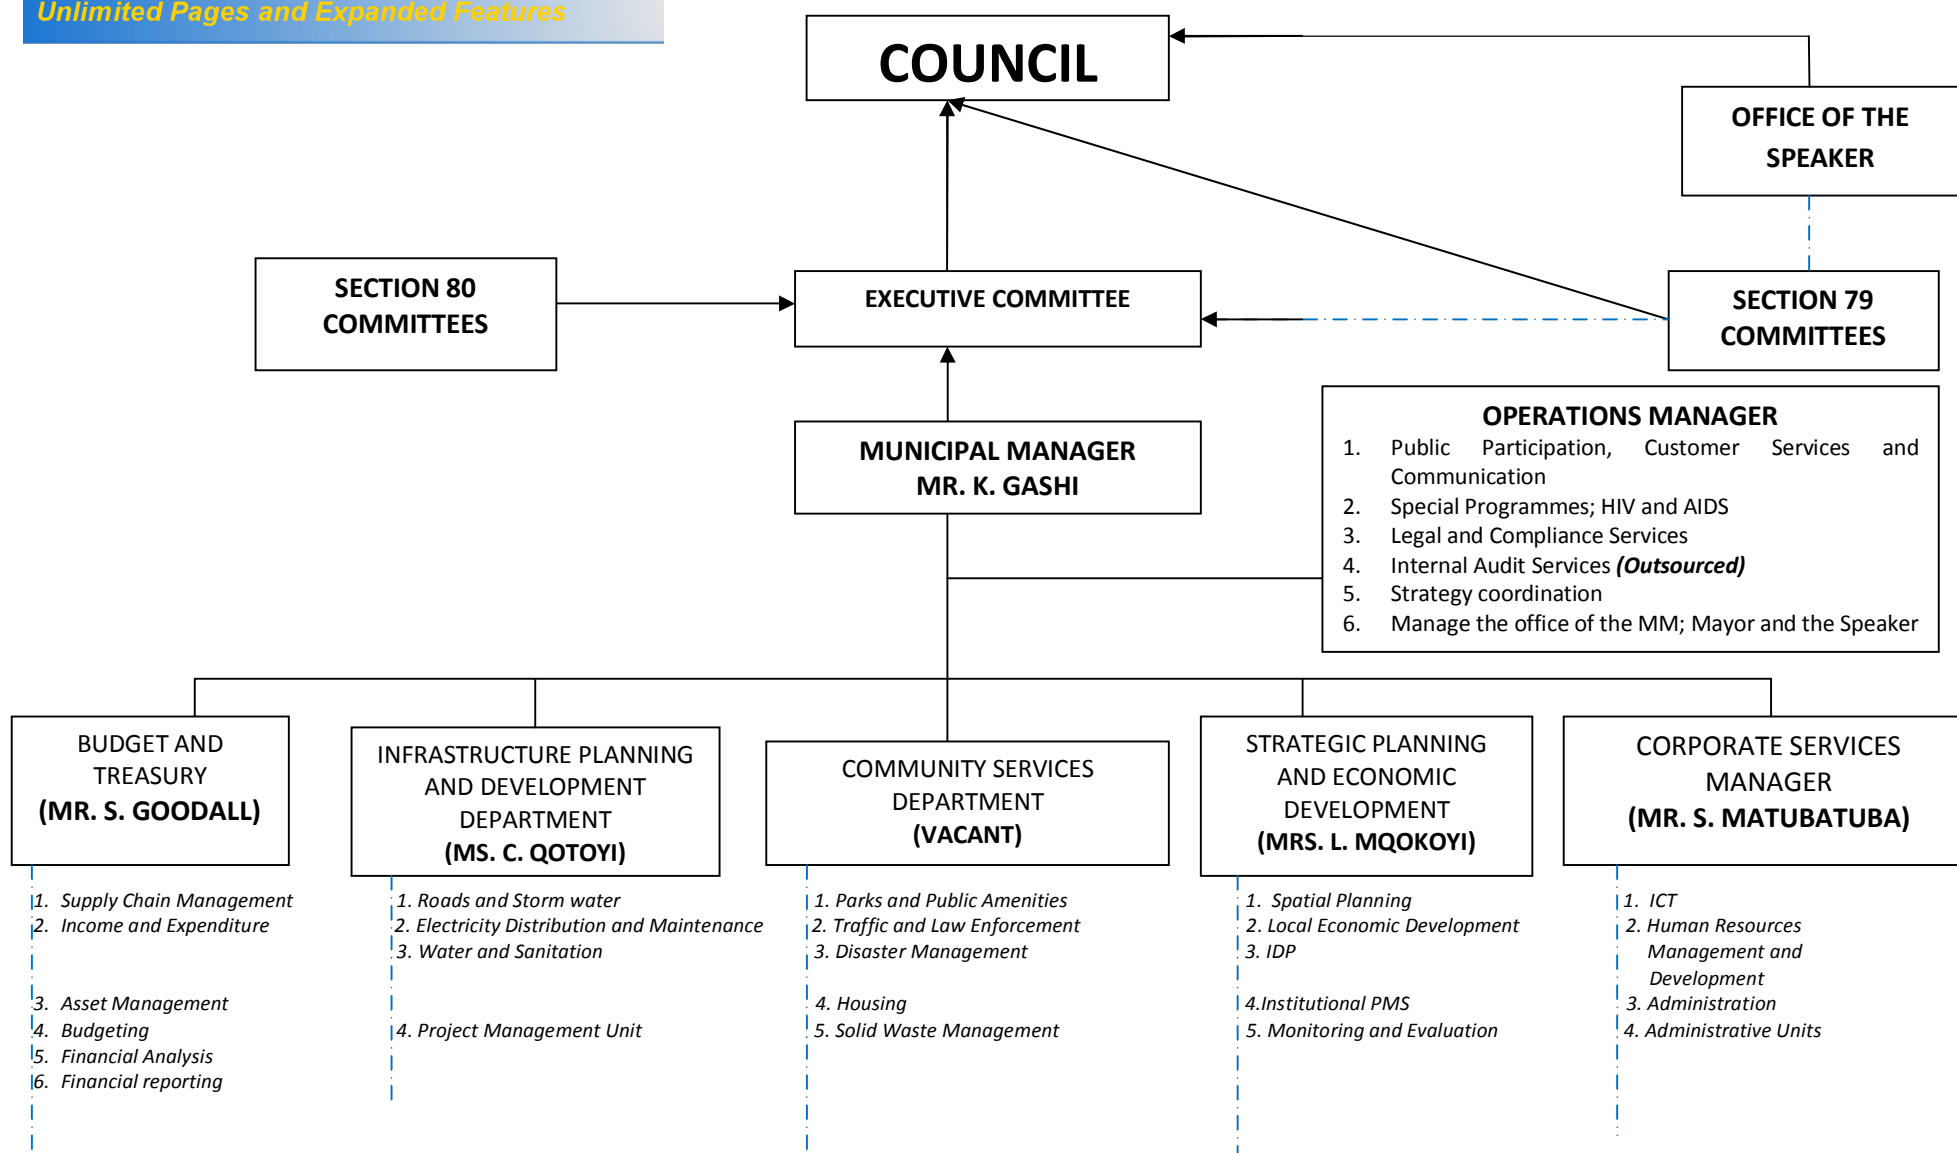 Unlimited Pages and Expanded Features
COUNCIL
OFFICE OF THE
SPEAKER
SECTION 80
COMMITTEES
EXECUTIVE COMMITTEE
SECTION 79
COMMITTEES
MUNICIPAL MANAGER
MR. K. GASHI
OPERATIONS MANAGER
1. Public Participation, Customer Services and
Communication
2. Special Programmes; HIV and AIDS
3. Legal and Compliance Services
4. Internal Audit Services (Outsourced)
5. Strategy coordination
6. Manage the office of the MM; Mayor and the Speaker
BUDGET AND
TREASURY
(MR. S. GOODALL)
1. Supply Chain Management
2. Income and Expenditure
3. Asset Management
4. Budgeting
5. Financial Analysis
6. Financial reporting
INFRASTRUCTURE PLANNING
AND DEVELOPMENT
DEPARTMENT
(MS. C. QOTOYI)
1. Roads and Storm water
2. Electricity Distribution and Maintenance
3. Water and Sanitation
4. Project Management Unit
COMMUNITY SERVICES
DEPARTMENT
(VACANT)
1. Parks and Public Amenities
2. Traffic and Law Enforcement
3. Disaster Management
4. Housing
5. Solid Waste Management
STRATEGIC PLANNING
AND ECONOMIC
DEVELOPMENT
(MRS. L. MQOKOYI)
1. Spatial Planning
2. Local Economic Development
3. IDP
4.Institutional PMS
5. Monitoring and Evaluation
CORPORATE SERVICES
MANAGER
(MR. S. MATUBATUBA)
1. ICT
2. Human Resources
Management and
Development
3. Administration
4. Administrative Units